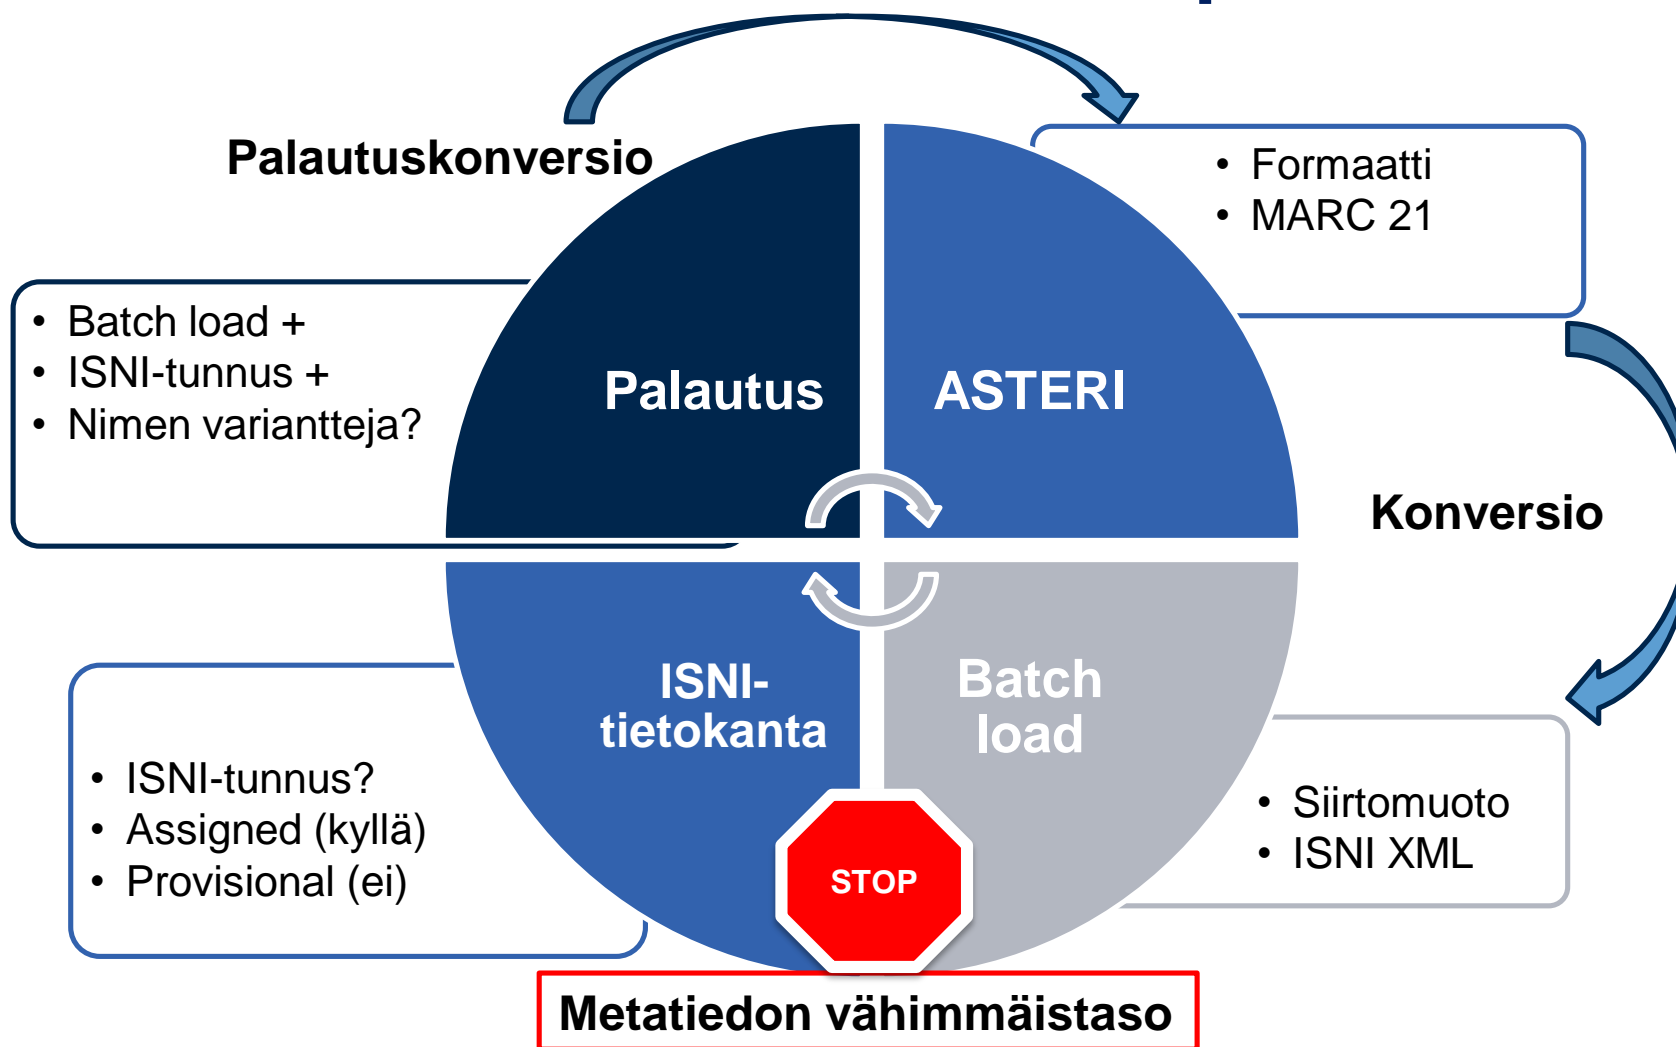 Palautuskonversio
• Formaatti
• MARC 21
• Batch load +
• ISNI-tunnus +
• Nimen variantteja?
Palautus
ASTERI
Konversio
ISNI-
tietokanta
Batch
load
• ISNI-tunnus?
• Assigned (kyllä)
• Provisional (ei)
• Siirtomuoto
• ISNI XML
STOP
Metatiedon vähimmäistaso